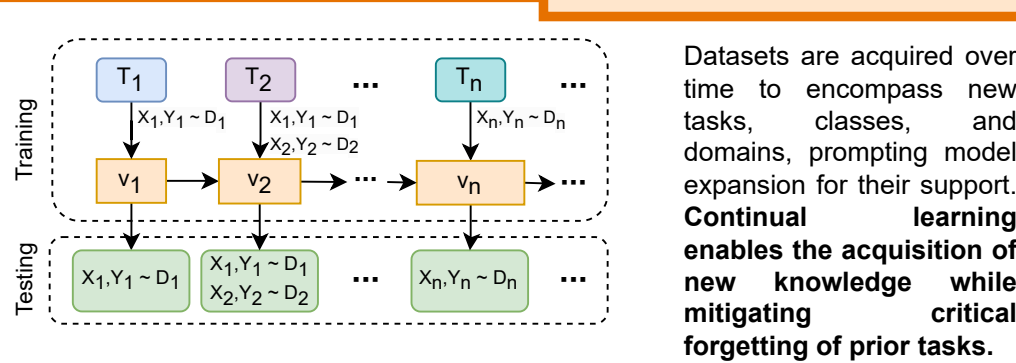 T1 T2 ... Tn ...
X1,Y1 ~ D1 X1,Y1 ~ D1 Xn,Yn ~ Dn
X2,Y2 ~ D2
Training
v1 v2 ... vn ...
Testing
X1,Y1 ~ D1 X1,Y1 ~ D1 ... Xn,Yn ~ Dn ...
X2,Y2 ~ D2
Datasets are acquired over
time to encompass new
tasks, classes, and
domains, prompting model
expansion for their support.
Continual learning
enables the acquisition of
new knowledge while
mitigating critical
forgetting of prior tasks.